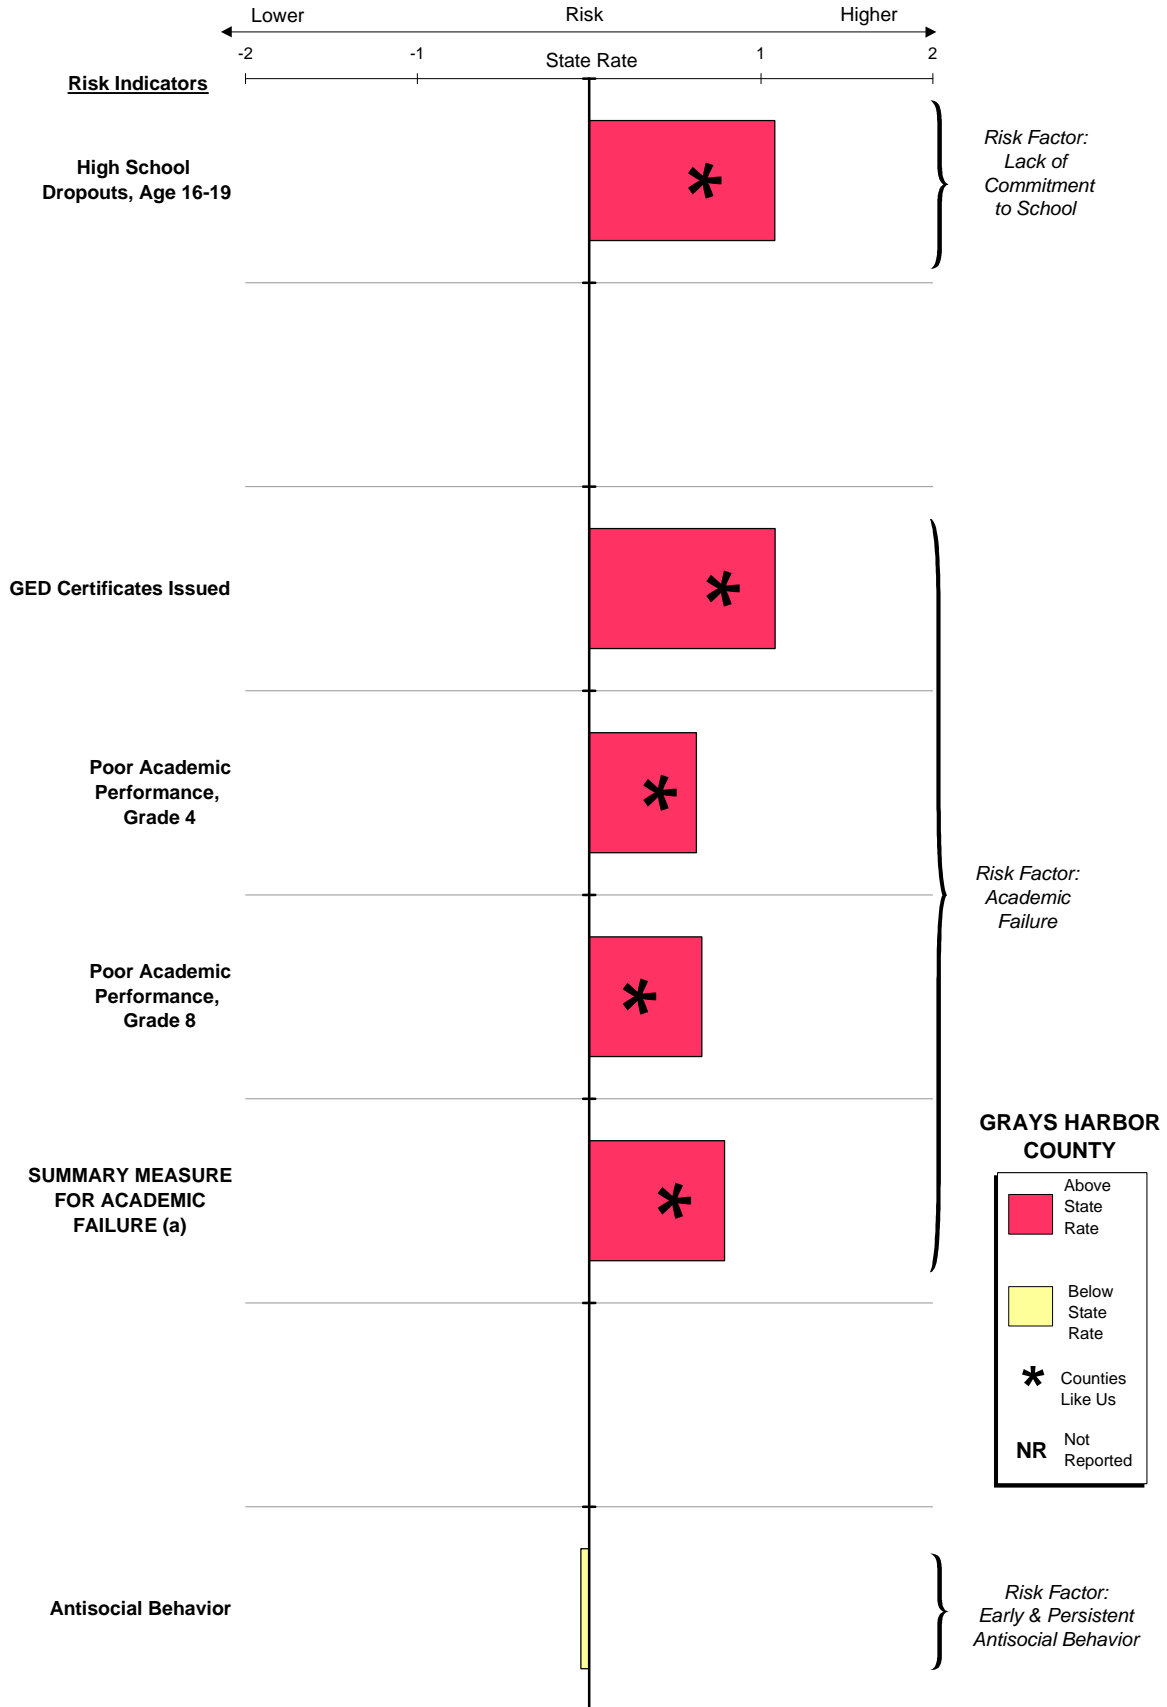 Lower Risk Higher
-2 -1 State Rate 1 2
Risk Indicators
High School
Dropouts, Age 16-19
*
Risk Factor:
Lack of
Commitment
to School
GED Certificates Issued
*
Poor Academic
Performance,
Grade 4
*
Risk Factor:
Academic
Failure
Poor Academic
Performance,
Grade 8
*
SUMMARY MEASURE
FOR ACADEMIC
FAILURE (a)
*
GRAYS HARBOR
COUNTY
Above
State
Rate
Below
State
Rate
* Counties
Like Us
NR Not
Reported
Antisocial Behavior
Risk Factor:
Early & Persistent
Antisocial Behavior